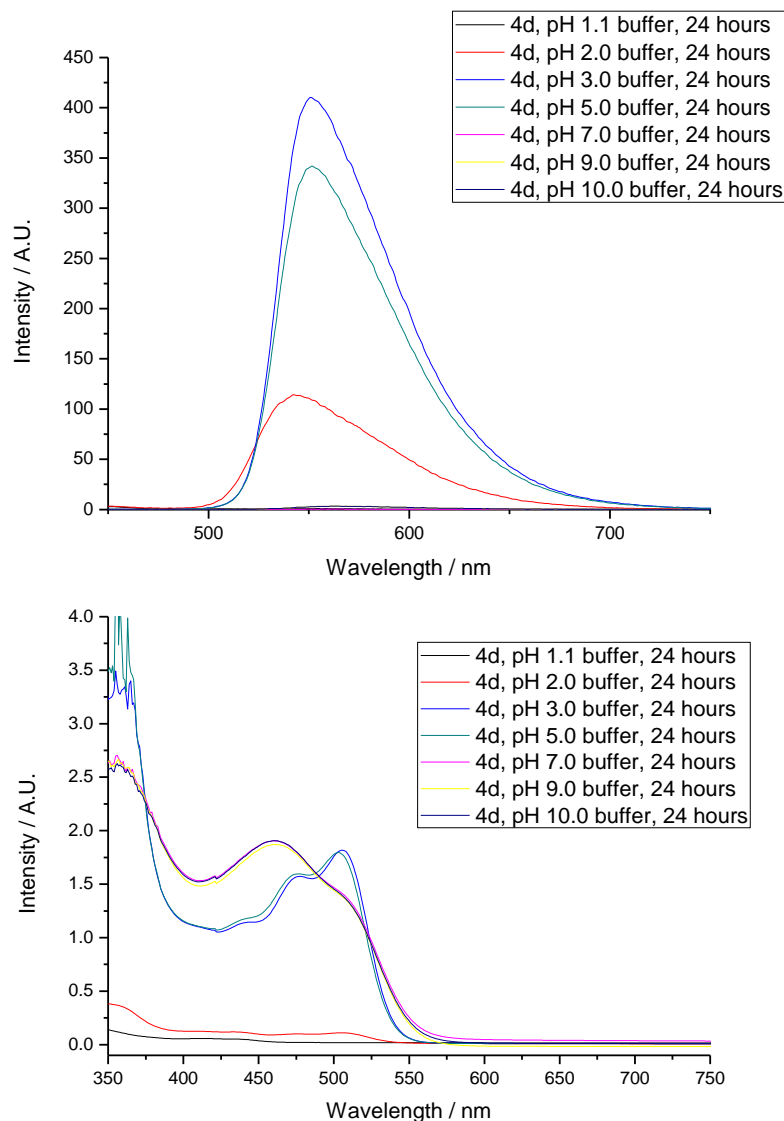 4d, pH 1.1 buffer, 24 hours
4d, pH 2.0 buffer, 24 hours
4d, pH 3.0 buffer, 24 hours
4d, pH 5.0 buffer, 24 hours
4d, pH 7.0 buffer, 24 hours
4d, pH 9.0 buffer, 24 hours
4d, pH 10.0 buffer, 24 hours
450
400
350
300
250
200
150
100
50
0
Intensity / A.U.
500
600
700
Wavelength / nm
4.0
3.5
3.0
2.5
2.0
1.5
1.0
0.5
0.0
Intensity / A.U.
4d, pH 1.1 buffer, 24 hours
4d, pH 2.0 buffer, 24 hours
4d, pH 3.0 buffer, 24 hours
4d, pH 5.0 buffer, 24 hours
4d, pH 7.0 buffer, 24 hours
4d, pH 9.0 buffer, 24 hours
4d, pH 10.0 buffer, 24 hours
350
400
450
500
550
600
650
700
750
Wavelength / nm